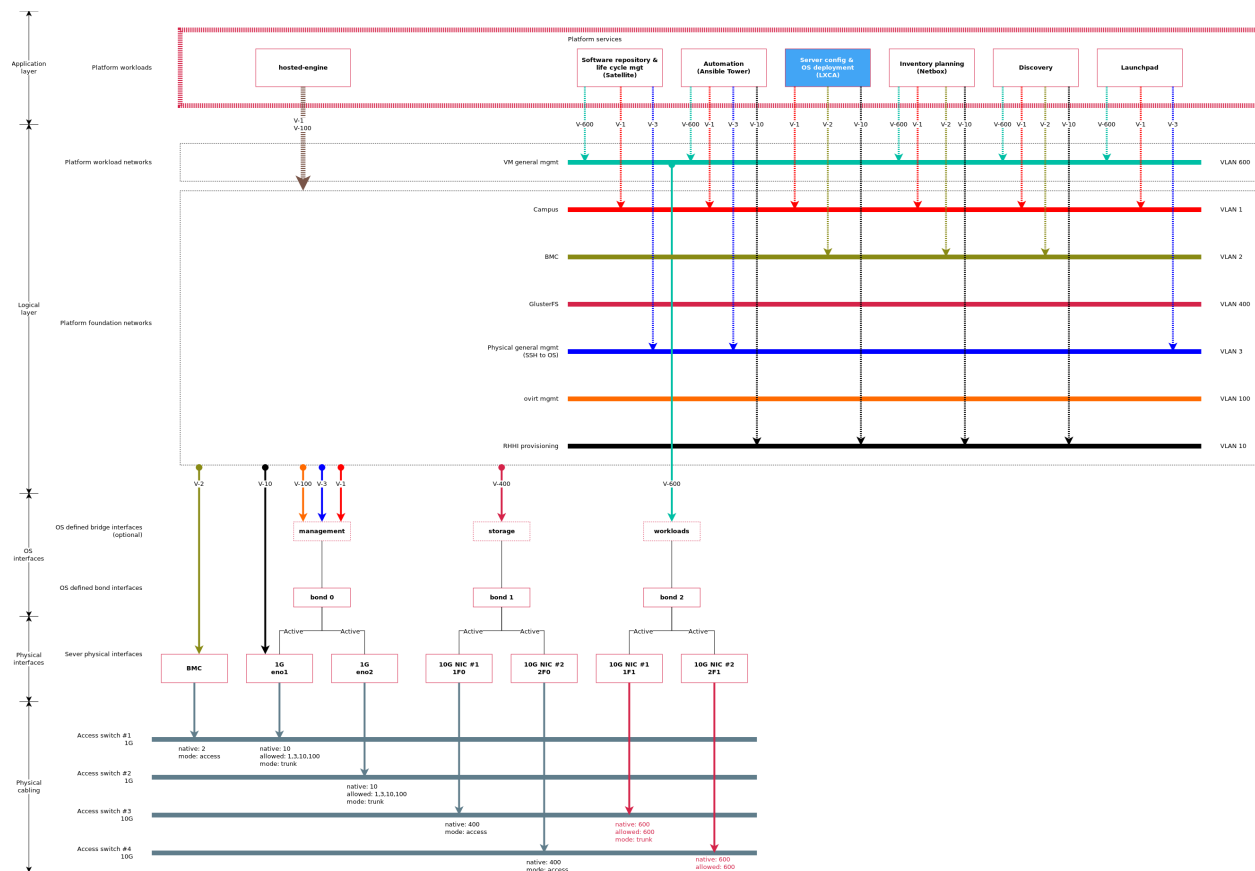 Platform services
Application
layer
Platform workloads
hosted-engine
Software repository &
life cycle mgt
(Satellite)
Automation
(Ansible Tower)
Server config &
OS deployment
(LXCA)
Inventory planning
(Netbox)
Discovery
Launchpad
V-1
V-100
V-600
V-1
V-3
V-600
V-1
V-3
V-10
V-1
V-2
V-10
V-600
V-1
V-2
V-10
V-600
V-1
V-2
V-10
V-600
V-1
V-3
Platform workload networks
VM general mgmt
VLAN 600
Campus
VLAN 1
BMC
VLAN 2
GlusterFS
VLAN 400
Logical
layer
Platform foundation networks
Physical general mgmt
(SSH to OS)
VLAN 3
ovirt mgmt
VLAN 100
RHHI provisioning
VLAN 10
V-2
V-10
V-100
V-3
V-1
V-400
V-600
OS defined bridge interfaces
(optional)
management
storage
workloads
OS
interfaces
OS defined bond interfaces
bond 0
bond 1
bond 2
Active
Active
Active
Active
Active
Active
Physical
interfaces
Sever physical interfaces
BMC
1G
eno1
1G
eno2
10G NIC #1
1F0
10G NIC #2
2F0
10G NIC #1
1F1
10G NIC #2
2F1
Access switch #1
1G
native: 2
mode: access
native: 10
allowed: 1,3,10,100
mode: trunk
Access switch #2
1G
native: 10
allowed: 1,3,10,100
mode: trunk
Physical
cabling
Access switch #3
10G
native: 400
mode: access
native: 600
allowed: 600
mode: trunk
Access switch #4
10G
native: 400
mode: access
native: 600
allowed: 600